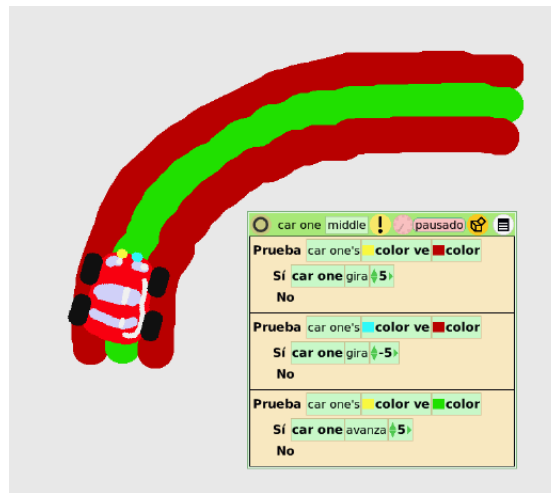 car one middle ! pausado
Prueba car one's color ve color
Sí car one gira 5
No
Prueba car one's color ve color
Sí car one gira -5
No
Prueba car one's color ve color
Sí car one avanza 5
No